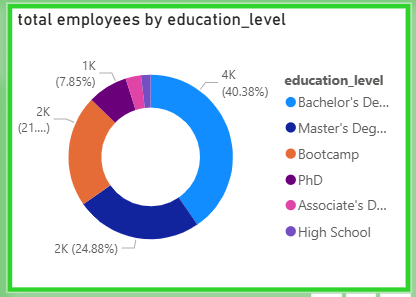 total employees by education_level
1K
(7.85%)
4K
(40.38%)
2K
(21....)
2K (24.88%)
education_level
Bachelor's De...
Master's Deg...
Bootcamp
PhD
Associate's D...
High School